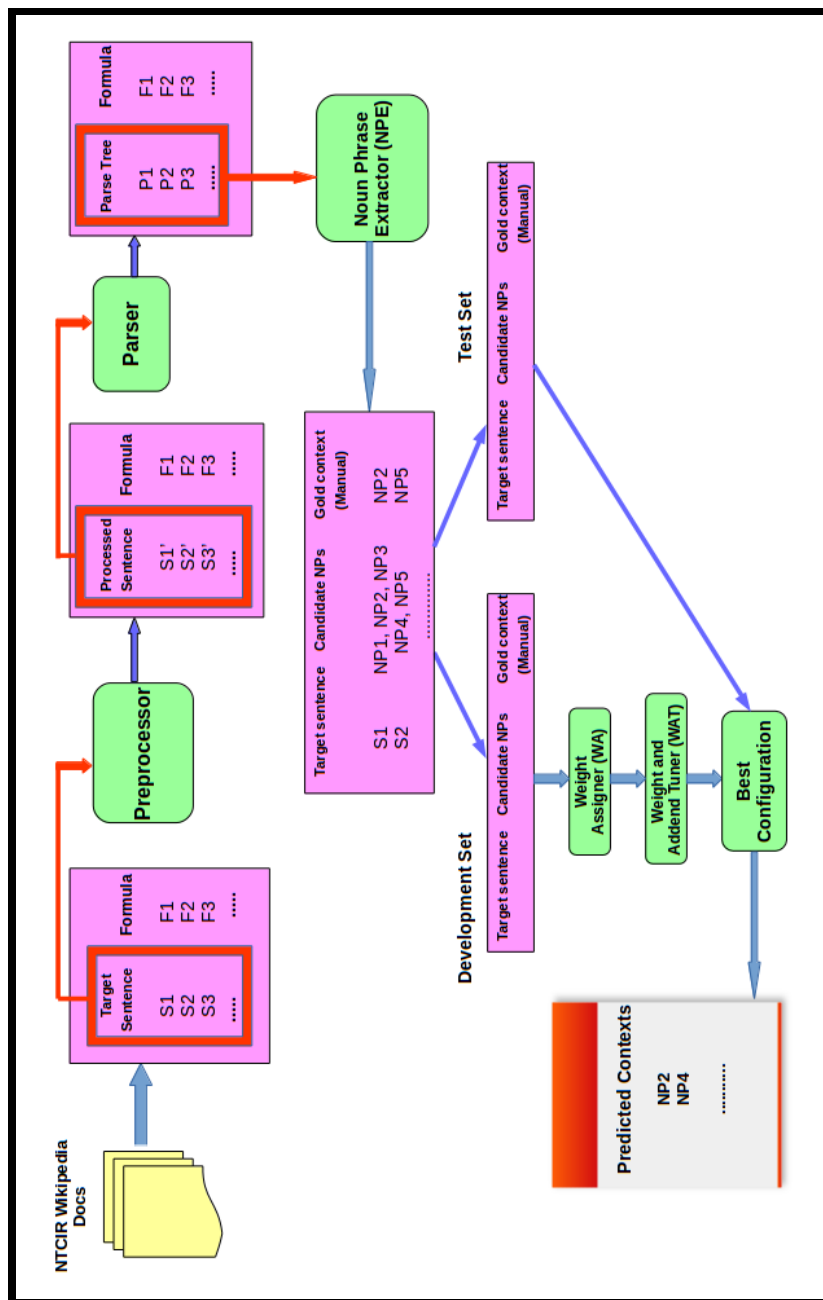 NTCIR Wikipedia
Docs
Target
Sentence
Formula
S1 F1
S2 F2
S3 F3
..... .....
Preprocessor
Processed
Sentence
Formula
S1' F1
S2' F2
S3' F3
..... .....
Parser
Parse Tree Formula
P1 F1
P2 F2
P3 F3
..... .....
Noun Phrase
Extractor (NPE)
Target sentence Candidate NPs Gold context
(Manual)
S1 NP1, NP2, NP3 NP2
S2 NP4, NP5 NP5
...............
Development Set
Target sentence Candidate NPs Gold context
(Manual)
Test Set
Target sentence Candidate NPs Gold context
(Manual)
Weight
Assigner (WA)
Weight and
Addend Tuner (WAT)
Best
Configuration
Predicted Contexts
NP2
NP4
..........